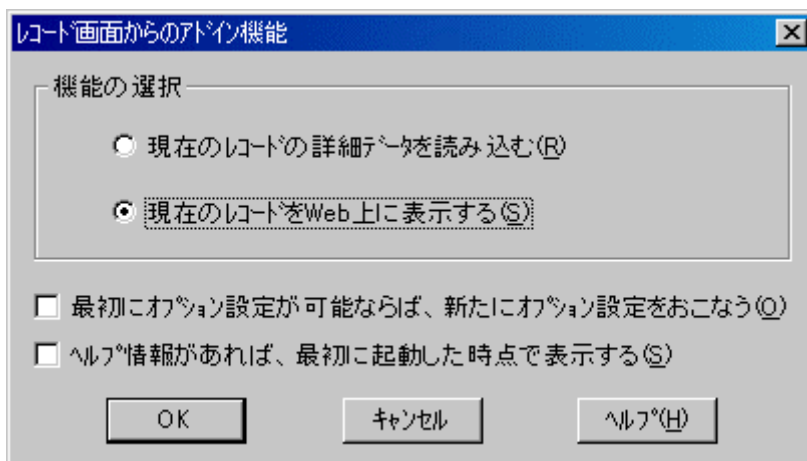 ﾚｺｰﾄﾞ画面からのｱﾄﾞｲﾝ機能
機能の選択
現在のﾚｺｰﾄﾞの詳細ﾃﾞｰﾀを読み込む(R)
現在のﾚｺｰﾄﾞをWeb上に表示する(S)
最初にｵﾌﾟｼｮﾝ設定が可能ならば、新たにｵﾌﾟｼｮﾝ設定をおこなう(O)
ﾍﾙﾌﾟ情報があれば、最初に起動した時点で表示する(S)
OK ｷｬﾝｾﾙ ﾍﾙﾌﾟ(H)